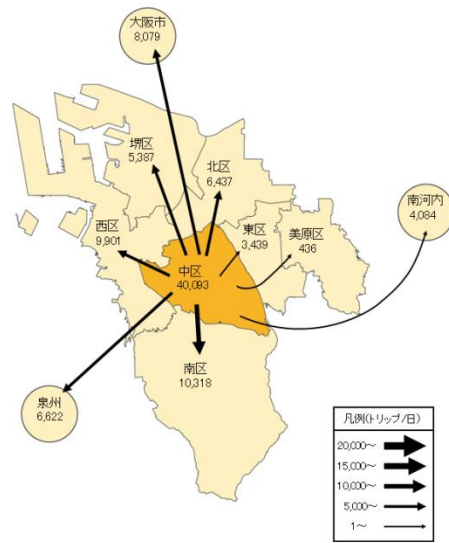 大阪市
8,079
堺区
5,387
北区
6,437
南河内
4,084
西区
9,901
東区
3,439
美原区
436
中区
40,093
南区
10,318
泉州
6,622
凡例(トリップ/日)
20,000～
15,000～
10,000～
5,000～
1～